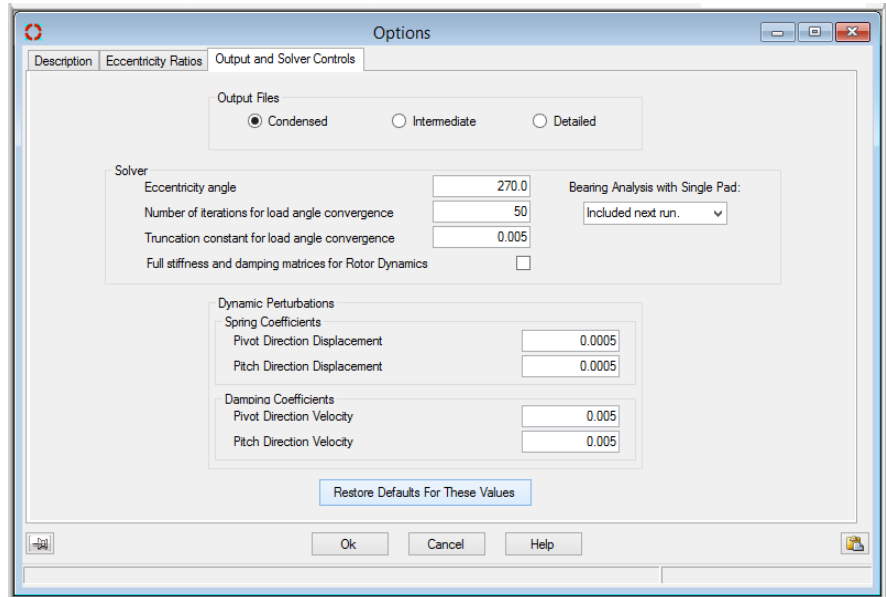 Options
Description Eccentricity Ratios Output and Solver Controls
Output Files
Condensed Intermediate Detailed
Solver
Eccentricity angle 270.0 Bearing Analysis with Single Pad:
Number of iterations for load angle convergence 50 Included next run.
Truncation constant for load angle convergence 0.005
Full stiffness and damping matrices for Rotor Dynamics
Dynamic Perturbations
Spring Coefficients
Pivot Direction Displacement 0.0005
Pitch Direction Displacement 0.0005
Damping Coefficients
Pivot Direction Velocity 0.005
Pitch Direction Velocity 0.005
Restore Defaults For These Values
Ok Cancel Help